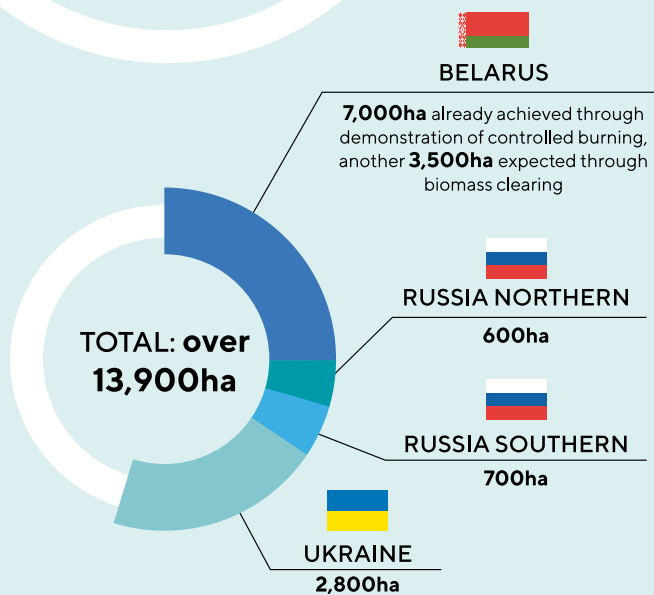 BELARUS
7,000ha already achieved through
demonstration of controlled burning,
another 3,500ha expected through
biomass clearing
RUSSIA NORTHERN
600ha
TOTAL: over
13,900ha
RUSSIA SOUTHERN
700ha
UKRAINE
2,800ha